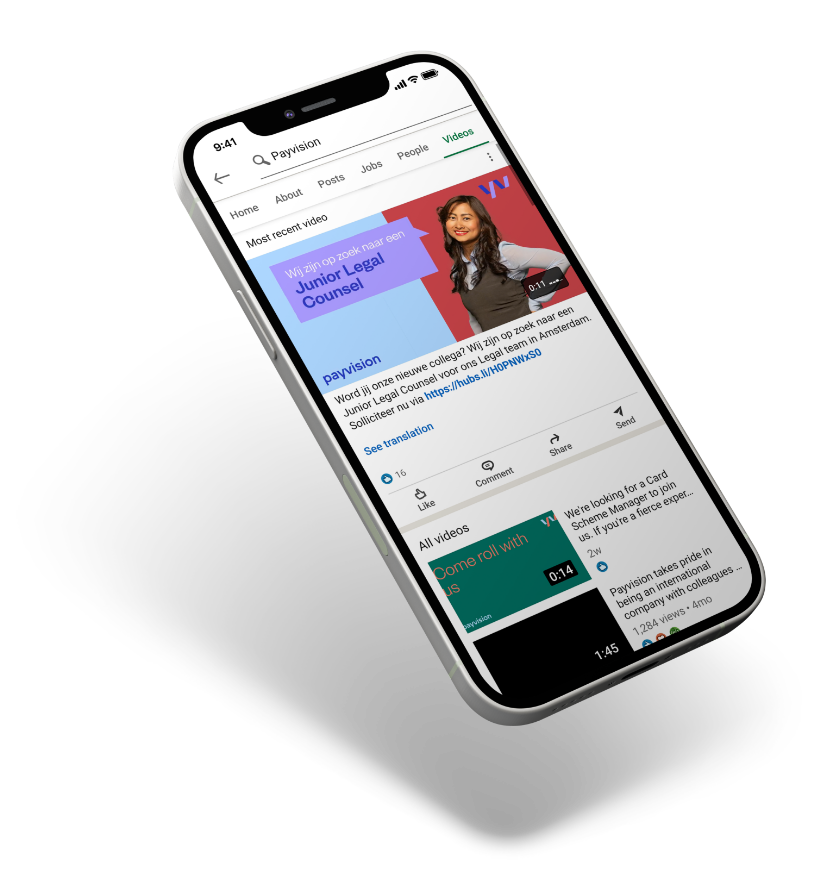 9:41
Payvision
Home About Posts Jobs People Videos
Most recent video
Wij zijn op zoek naar een
Junior Legal
Counsel
0:11
payvision
Word jij onze nieuwe collega? Wij zijn op zoek naar een
Junior Legal Counsel voor ons Legal team in Amsterdam.
Solliciteer nu via https://hubs.li/H0PNWxS0
See translation
16
Like Comment Share Send
All videos
Come roll with
us
payvision
0:14
We're looking for a Card
Scheme Manager to join
us. If you're a fierce exper...
2w
1:45
Payvision takes pride in
being an international
company with colleagues ...
1,284 views • 4mo